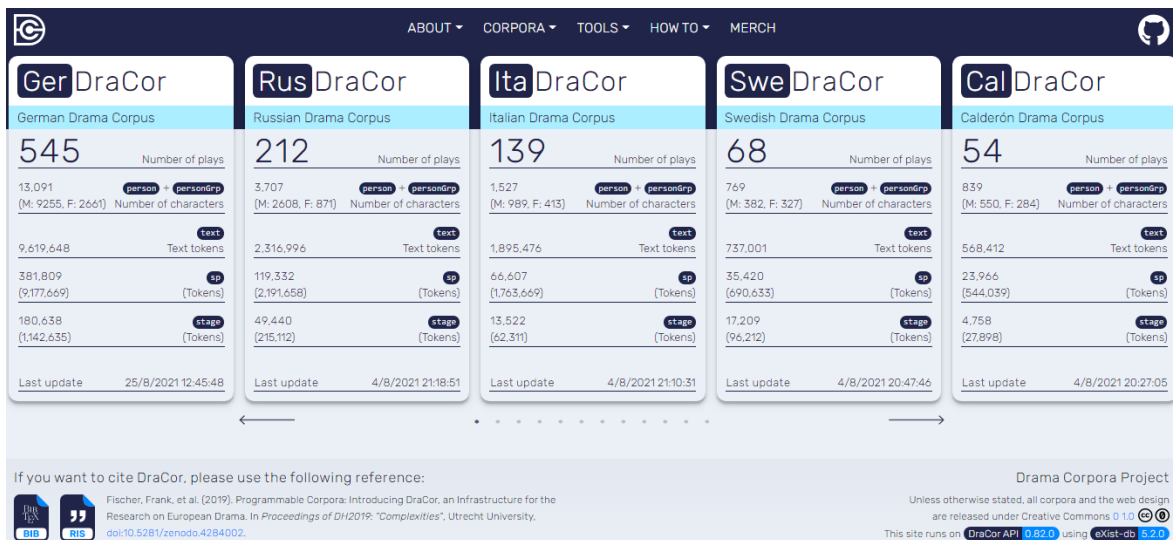 ABOUT CORPORA TOOLS HOW TO MERCH
GerDraCor
German Drama Corpus
545 Number of plays
13,091 person + personGrp
(M: 9255, F: 2661) Number of characters
text
9,619,648 Text tokens
381,809 sp
(9,177,669) (Tokens)
180,638 stage
(1,142,635) (Tokens)
Last update 25/8/2021 12:45:48
RusDraCor
Russian Drama Corpus
212 Number of plays
3,707 person + personGrp
(M: 2608, F: 871) Number of characters
text
2,316,996 Text tokens
119,332 sp
(2,191,658) (Tokens)
49,440 stage
(215,112) (Tokens)
Last update 4/8/2021 21:18:51
ItaDraCor
Italian Drama Corpus
139 Number of plays
1,527 person + personGrp
(M: 989, F: 413) Number of characters
text
1,895,476 Text tokens
66,607 sp
(1,763,669) (Tokens)
13,522 stage
(62,311) (Tokens)
Last update 4/8/2021 21:10:31
SweDraCor
Swedish Drama Corpus
68 Number of plays
769 person + personGrp
(M: 382, F: 327) Number of characters
text
737,001 Text tokens
35,420 sp
(690,633) (Tokens)
17,209 stage
(96,212) (Tokens)
Last update 4/8/2021 20:47:46
CalDraCor
Calderón Drama Corpus
54 Number of plays
839 person + personGrp
(M: 550, F: 284) Number of characters
text
568,412 Text tokens
23,966 sp
(544,039) (Tokens)
4,758 stage
(27,898) (Tokens)
Last update 4/8/2021 20:27:05
If you want to cite DraCor, please use the following reference:
BibTeX
BIB
RIS
Fischer, Frank, et al. (2019). Programmable Corpora: Introducing DraCor, an Infrastructure for the
Research on European Drama. In Proceedings of DH2019: "Complexities", Utrecht University,
doi:10.5281/zenodo.4284002.
Drama Corpora Project
Unless otherwise stated, all corpora and the web design
are released under Creative Commons 0 1.0
This site runs on DraCor API 0.82.0 using eXist-db 5.2.0